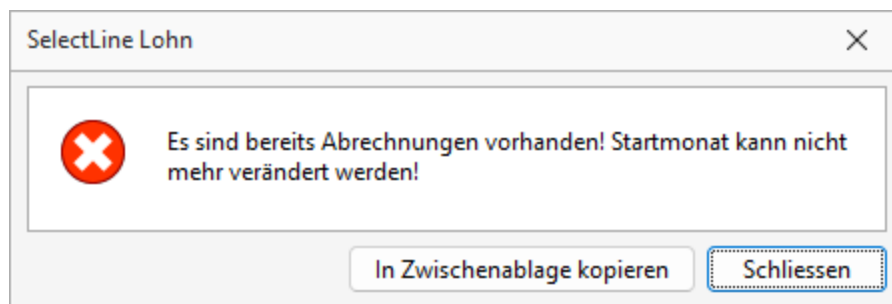 SelectLine Lohn
Es sind bereits Abrechnungen vorhanden! Startmonat kann nicht
mehr verändert werden!
In Zwischenablage kopieren
Schliessen